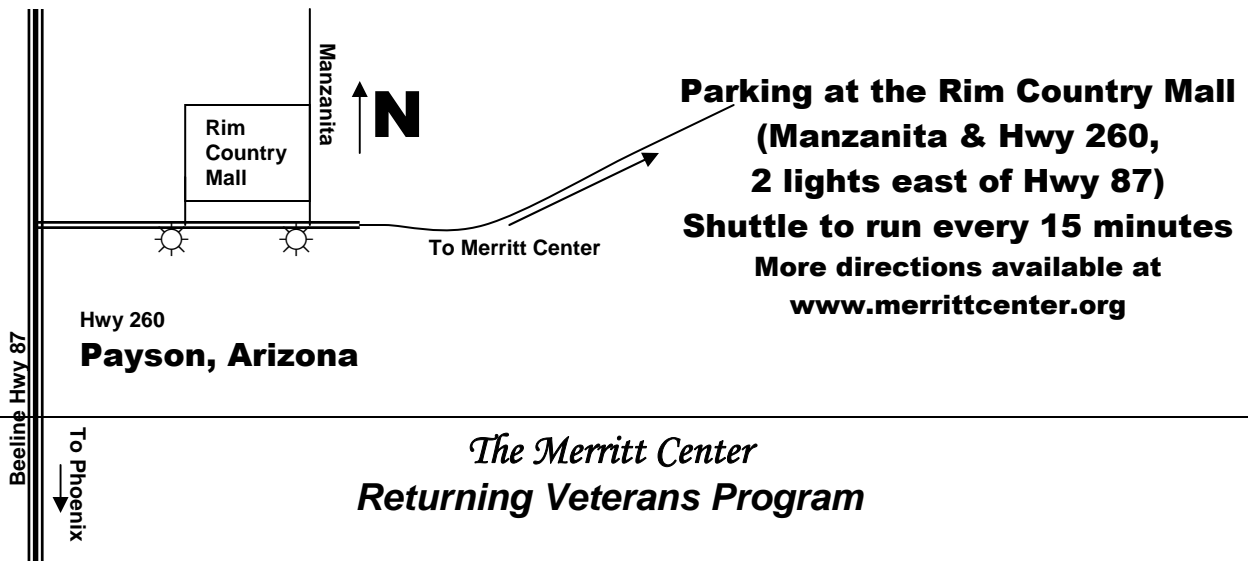 Manzanita
N
Rim
Country
Mall
To Merritt Center
Parking at the Rim Country Mall
(Manzanita & Hwy 260,
2 lights east of Hwy 87)
Shuttle to run every 15 minutes
More directions available at
www.merrittcenter.org
Hwy 260
Payson, Arizona
Beeline Hwy 87
To Phoenix
The Merritt Center
Returning Veterans Program